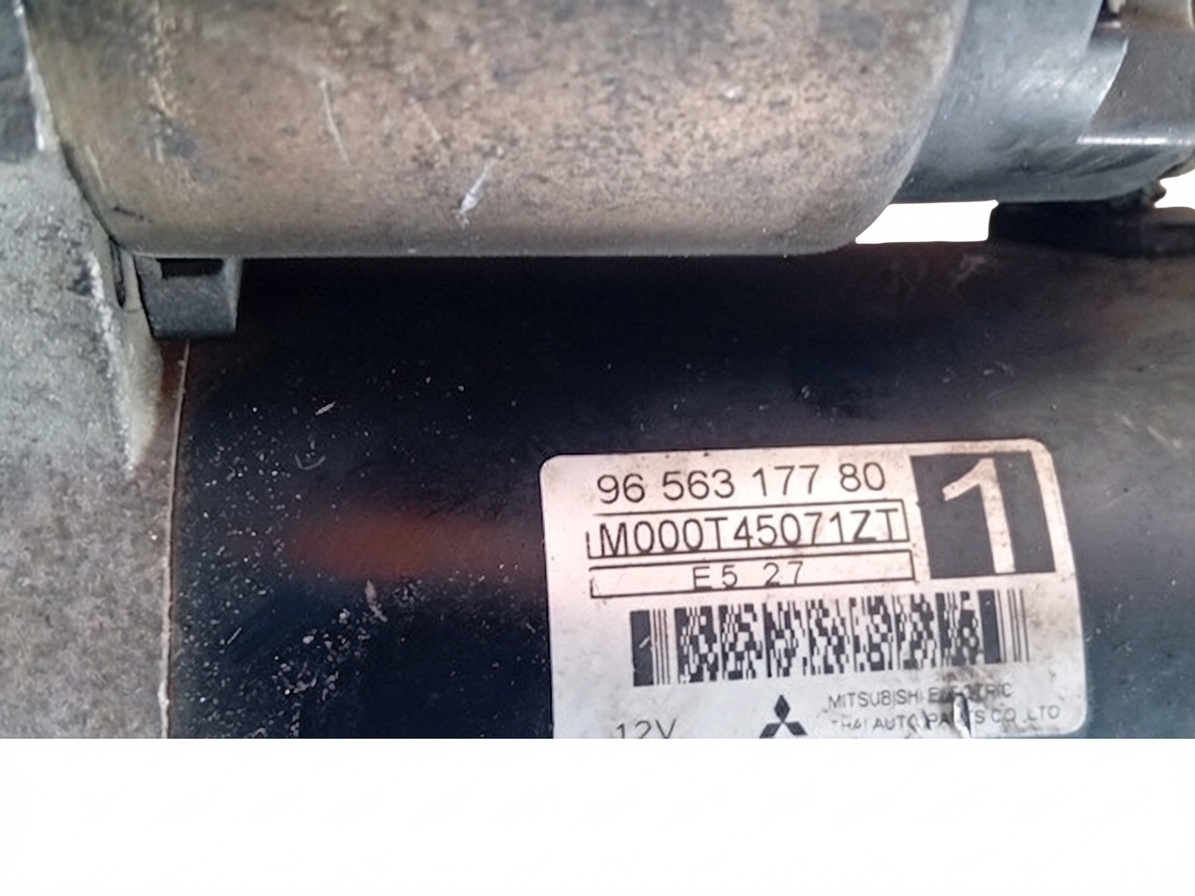 96 563 177 80
1
M000T45071ZT
E5 27
12V
MITSUBISHI ELECTRIC
THAI AUTO PARTS CO.,LTD